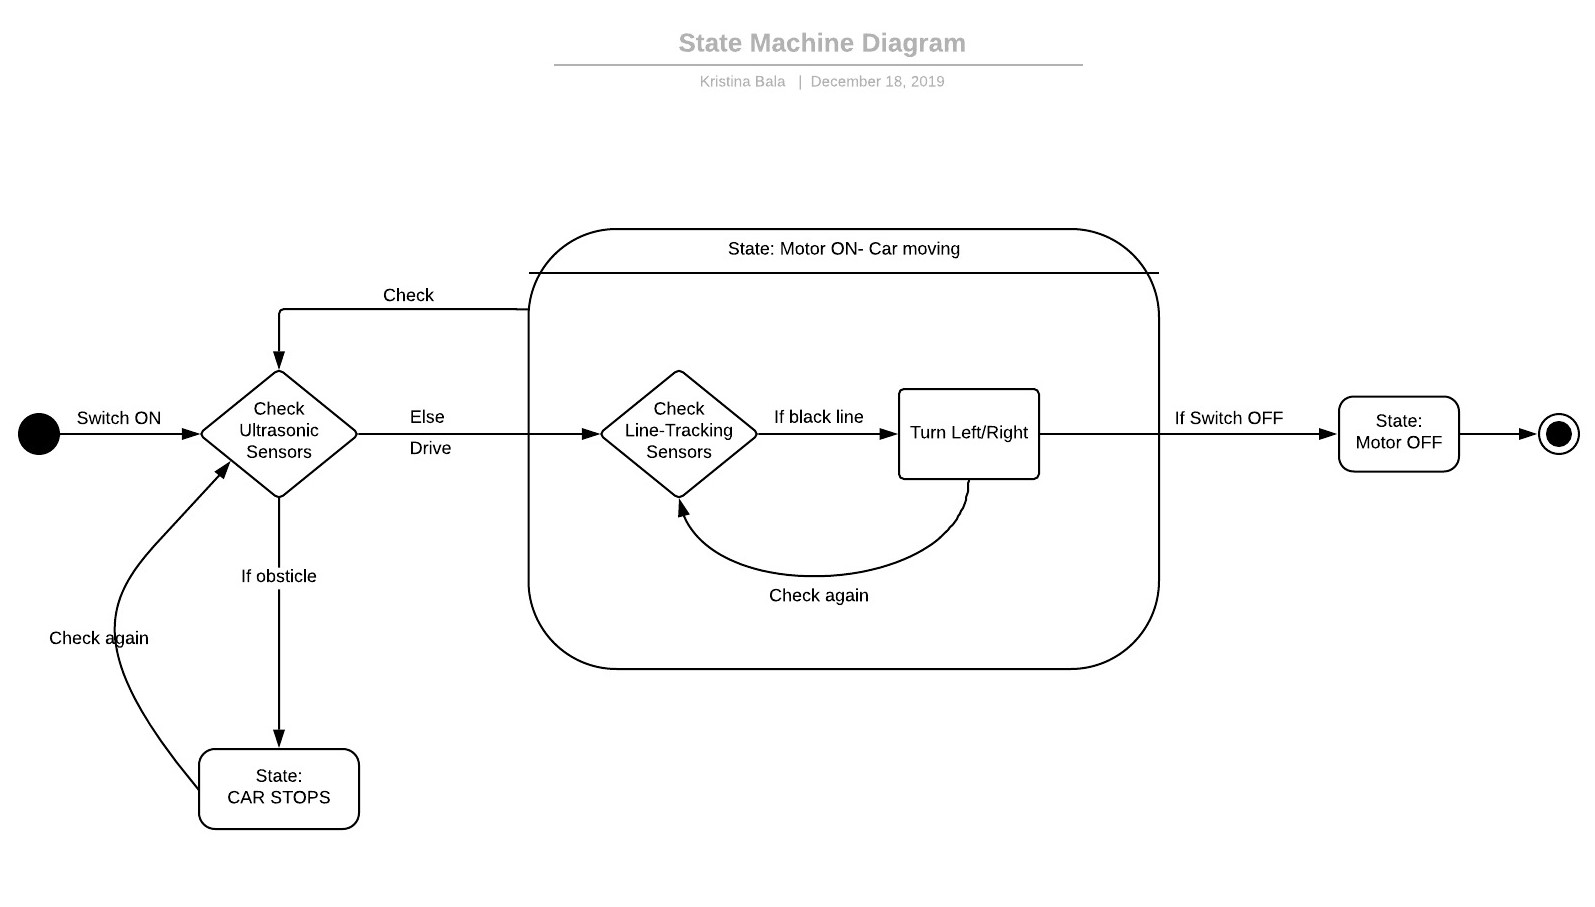 State Machine Diagram
Kristina Bala | December 18, 2019
State: Motor ON- Car moving
Check
Switch ON
Check
Ultrasonic
Sensors
Else
Drive
Check
Line-Tracking
Sensors
If black line
Turn Left/Right
If Switch OFF
State:
Motor OFF
If obsticle
Check again
Check again
State:
CAR STOPS